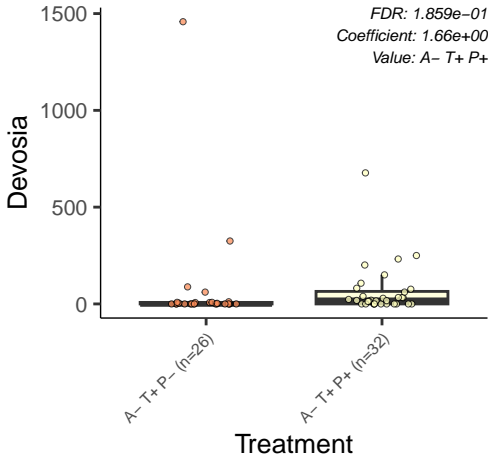 FDR: 1.859e−01
Coefficient: 1.66e+00
Value: A− T+ P+
1500
1000
500
0
Devosia
A− T+ P− (n=26)
A− T+ P+ (n=32)
Treatment